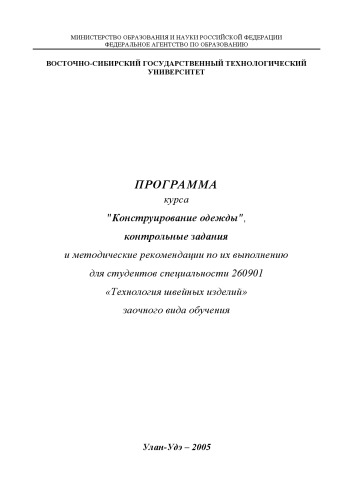 МИНИСТЕРСТВО ОБРАЗОВАНИЯ И НАУКИ РОССИЙСКОЙ ФЕДЕРАЦИИ
ФЕДЕРАЛЬНОЕ АГЕНТСТВО ПО ОБРАЗОВАНИЮ
ВОСТОЧНО-СИБИРСКИЙ ГОСУДАРСТВЕННЫЙ ТЕХНОЛОГИЧЕСКИЙ
УНИВЕРСИТЕТ
ПРОГРАММА
курса
"Конструирование одежды",
контрольные задания
и методические рекомендации по их выполнению
для студентов специальности 260901
«Технология швейных изделий»
заочного вида обучения
Улан-Удэ – 2005